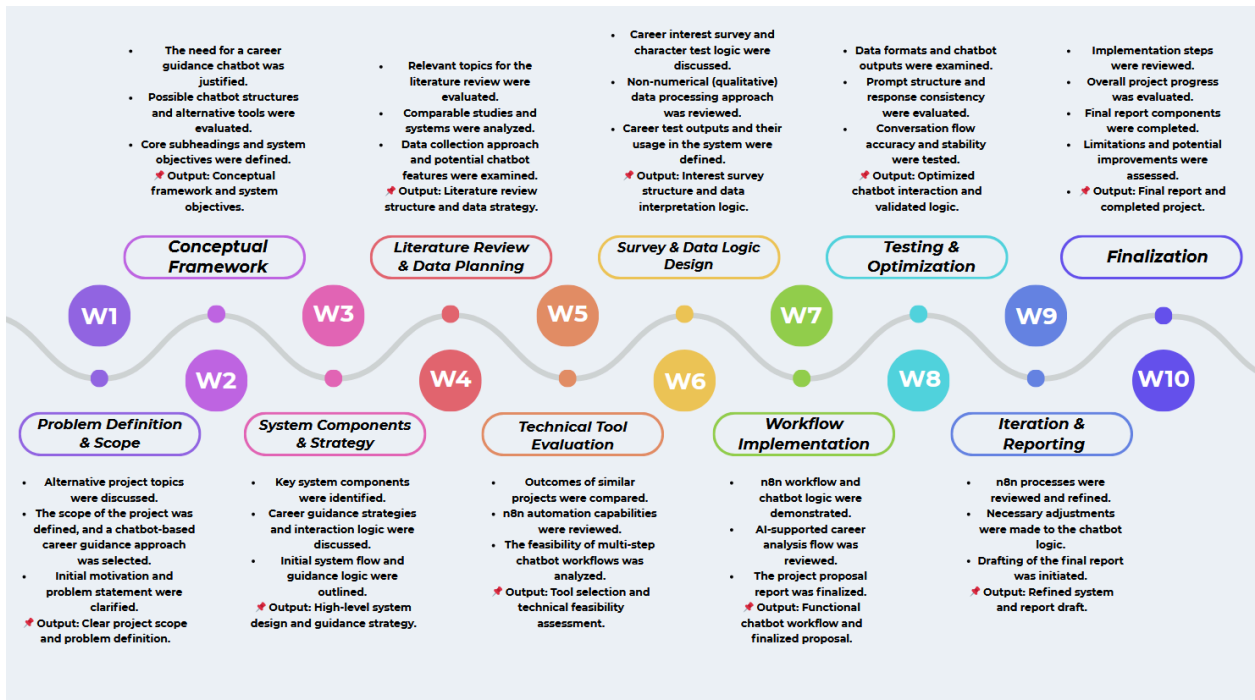 • The need for a career
guidance chatbot was
justified.
• Possible chatbot structures
and alternative tools were
evaluated.
• Core subheadings and system
objectives were defined.
📌 Output: Conceptual
framework and system
objectives.
• Relevant topics for the
literature review were
evaluated.
• Comparable studies and
systems were analyzed.
• Data collection approach
and potential chatbot
features were examined.
📌 Output: Literature review
structure and data strategy.
• Career interest survey and
character test logic were
discussed.
• Non-numerical (qualitative)
data processing approach
was reviewed.
• Career test outputs and their
usage in the system were
defined.
📌 Output: Interest survey
structure and data
interpretation logic.
• Data formats and chatbot
outputs were examined.
• Prompt structure and
response consistency
were evaluated.
• Conversation flow
accuracy and stability
were tested.
📌 Output: Optimized
chatbot interaction and
validated logic.
• Implementation steps
were reviewed.
• Overall project progress
was evaluated.
• Final report components
were completed.
• Limitations and potential
improvements were
assessed.
• 📌 Output: Final report and
completed project.
Conceptual
Framework
Literature Review
& Data Planning
Survey & Data Logic
Design
Testing &
Optimization
Finalization
W1
W2
W3
W4
W5
W6
W7
W8
W9
W10
Problem Definition
& Scope
System Components
& Strategy
Technical Tool
Evaluation
Workflow
Implementation
Iteration &
Reporting
• Alternative project topics
were discussed.
• The scope of the project was
defined, and a chatbot-based
career guidance approach
was selected.
• Initial motivation and
problem statement were
clarified.
📌 Output: Clear project scope
and problem definition.
• Key system components
were identified.
• Career guidance strategies
and interaction logic were
discussed.
• Initial system flow and
guidance logic were
outlined.
📌 Output: High-level system
design and guidance strategy.
• Outcomes of similar
projects were compared.
• n8n automation capabilities
were reviewed.
• The feasibility of multi-step
chatbot workflows was
analyzed.
📌 Output: Tool selection and
technical feasibility
assessment.
• n8n workflow and
chatbot logic were
demonstrated.
• AI-supported career
analysis flow was
reviewed.
• The project proposal
report was finalized.
📌 Output: Functional
chatbot workflow and
finalized proposal.
• n8n processes were
reviewed and refined.
• Necessary adjustments
were made to the chatbot
logic.
• Drafting of the final report
was initiated.
📌 Output: Refined system
and report draft.